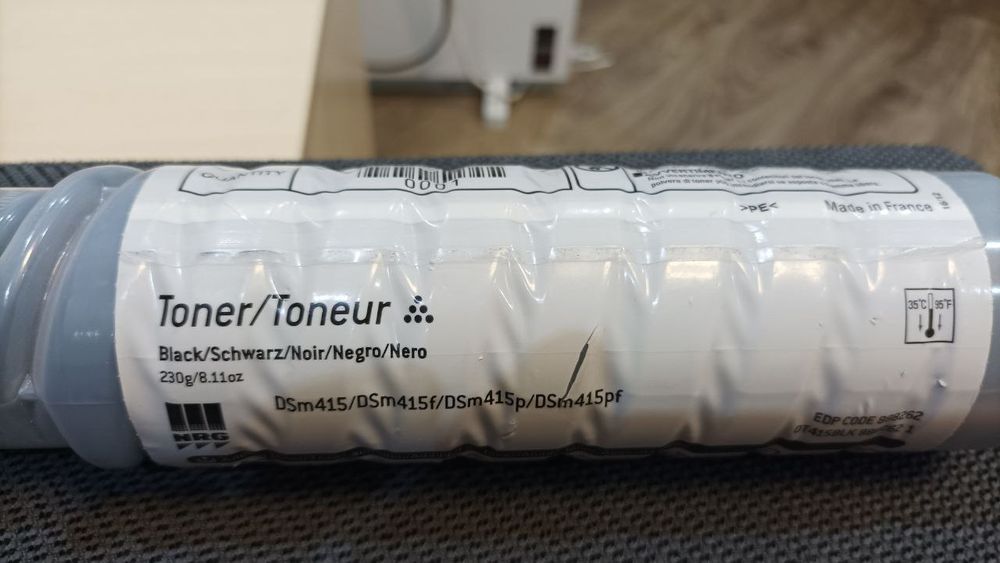 QUANTITY
0001
>PE<
Made in France
Toner/Toneur
35°C 95°F
Black/Schwarz/Noir/Negro/Nero
230g/8.11oz
DSm415/DSm415f/DSm415p/DSm415pf
NRG
EDP CODE 988262